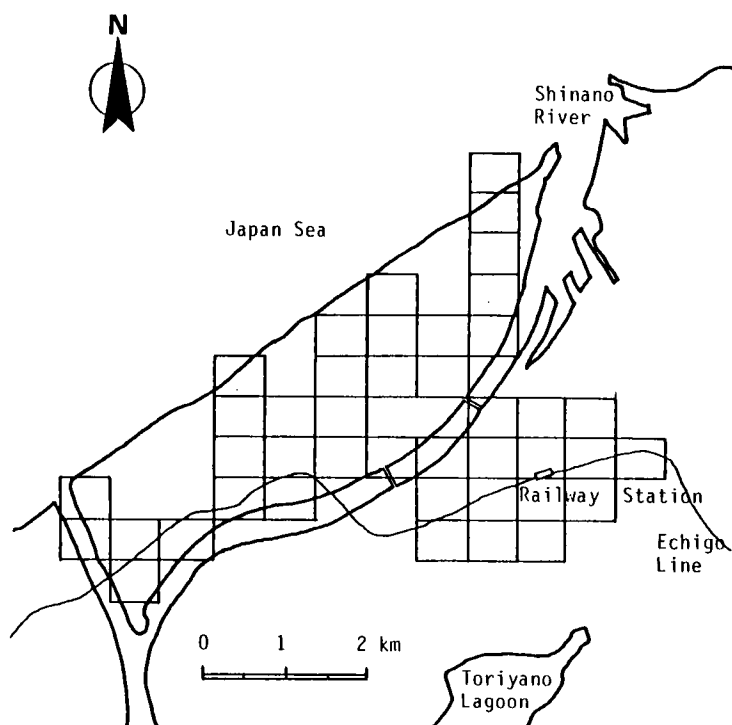 N
Shinano
River
Japan Sea
Railway Station
Echigo
Line
0 1 2 km
Toriyano
Lagoon